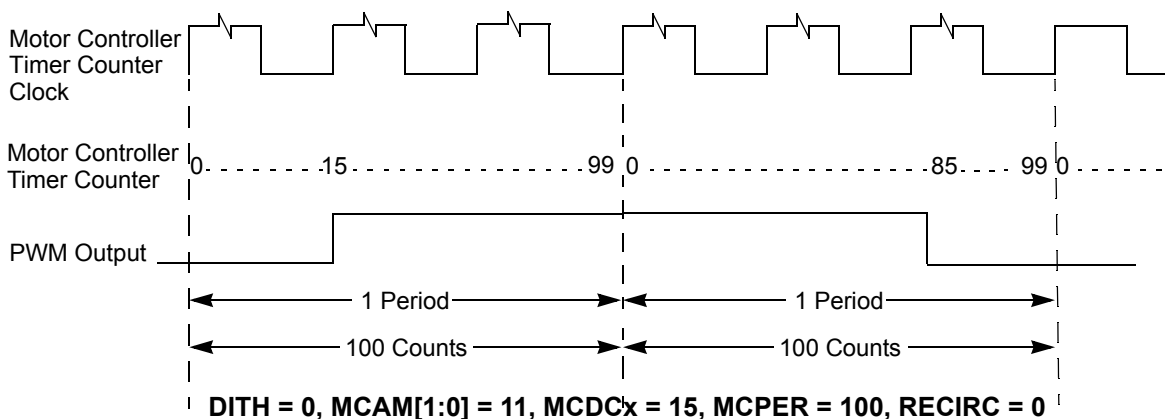 Motor Controller
Timer Counter
Clock
Motor Controller
Timer Counter
0 15 99 0 85 99 0
PWM Output
1 Period 1 Period
100 Counts 100 Counts
DITH = 0, MCAM[1:0] = 11, MCDCx = 15, MCPER = 100, RECIRC = 0